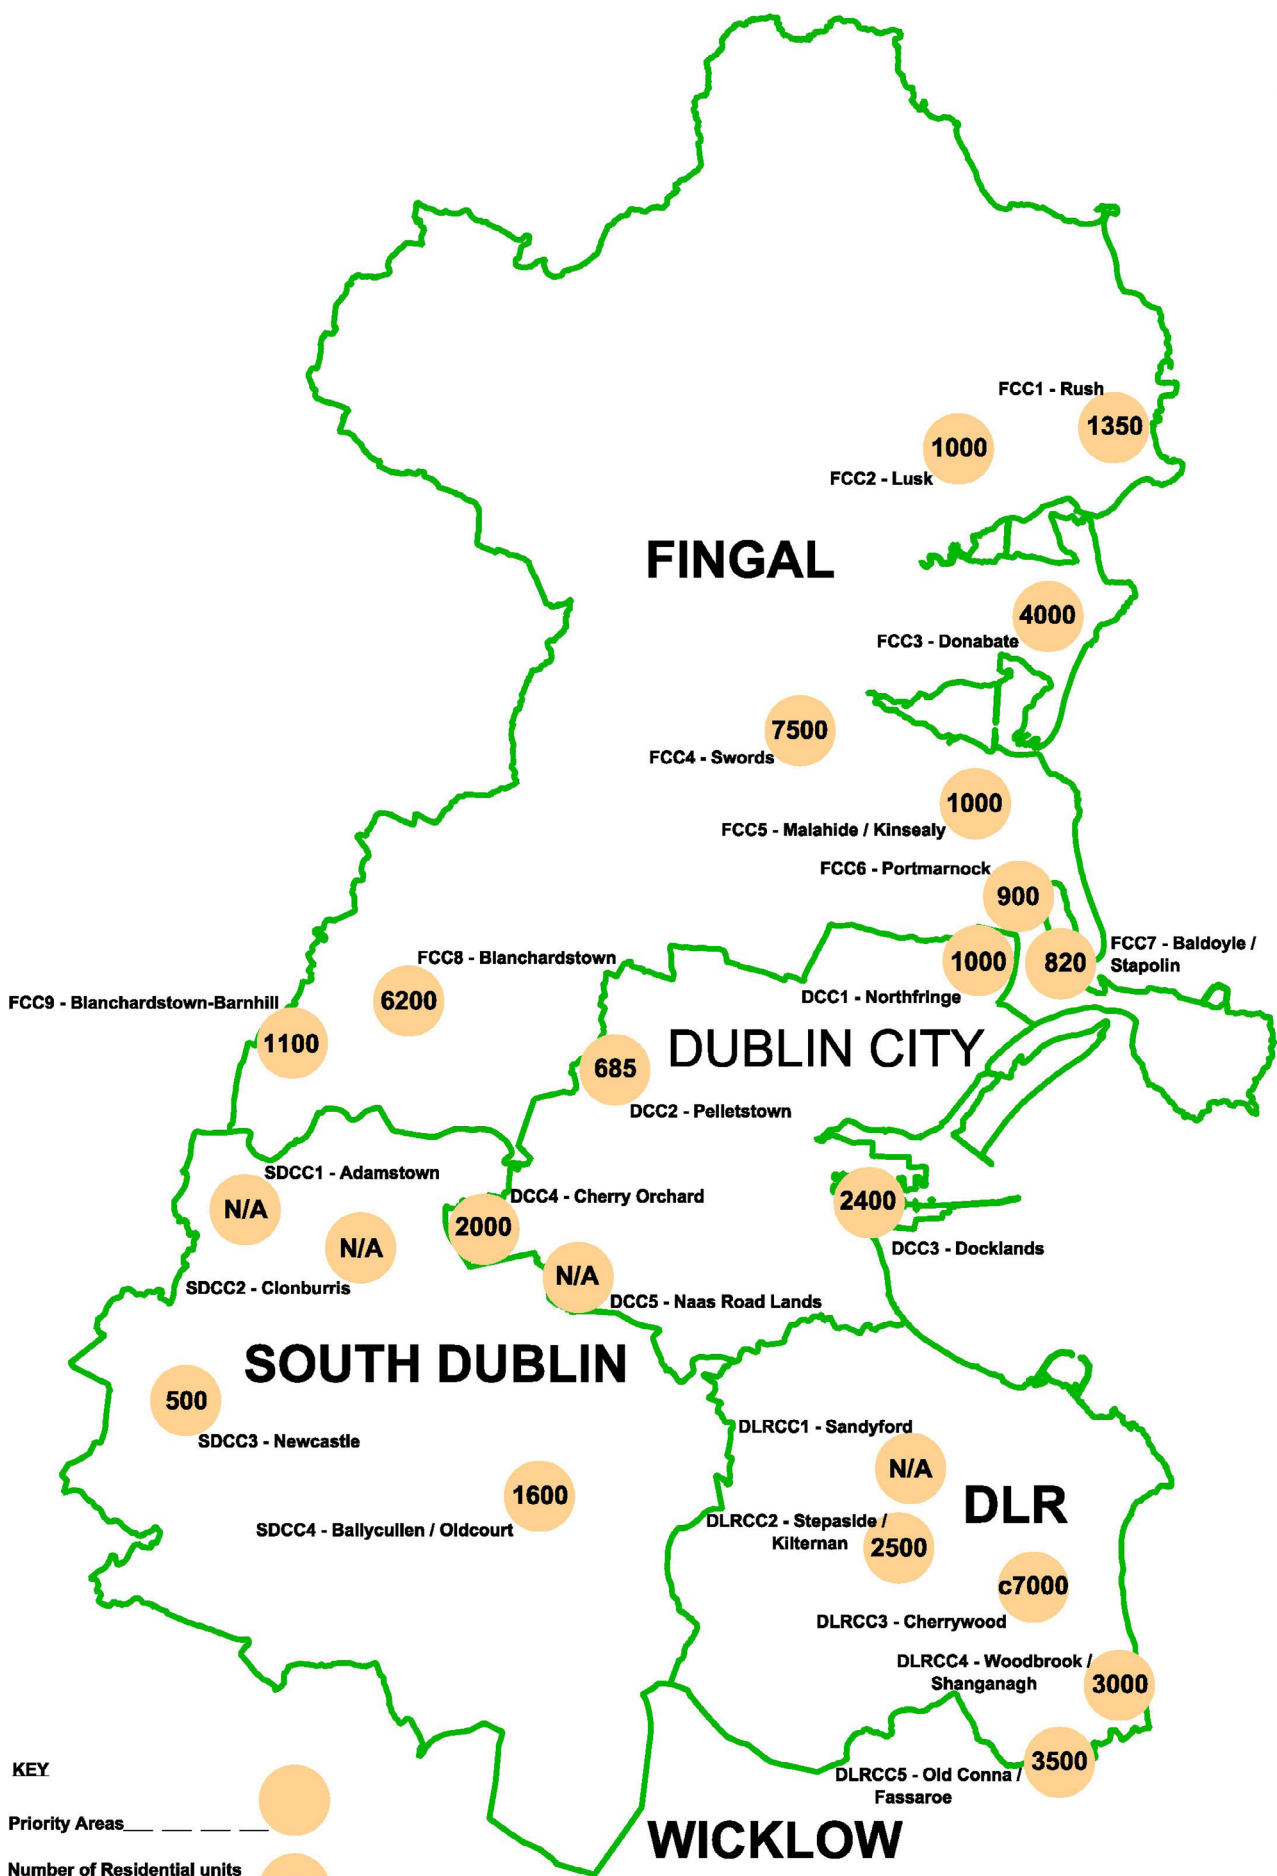 FCC1 - Rush
1350
1000
FCC2 - Lusk
FINGAL
4000
FCC3 - Donabate
7500
FCC4 - Swords
1000
FCC5 - Malahide / Kinsealy
FCC6 - Portmarnock
900
FCC7 - Baldoyle /
Stapolin
820
1000
DCC1 - Northfringe
FCC8 - Blanchardstown
6200
FCC9 - Blanchardstown-Barnhill
1100
DUBLIN CITY
685
DCC2 - Pelletstown
SDCC1 - Adamstown
N/A
DCC4 - Cherry Orchard
2000
2400
DCC3 - Docklands
N/A
SDCC2 - Clonburris
N/A
DCC5 - Naas Road Lands
SOUTH DUBLIN
500
SDCC3 - Newcastle
DLRCC1 - Sandyford
N/A
DLR
1600
SDCC4 - Ballycullen / Oldcourt
DLRCC2 - Stepaside /
Kilternan
2500
c7000
DLRCC3 - Cherrywood
DLRCC4 - Woodbrook /
Shanganagh
3000
3500
DLRCC5 - Old Conna /
Fassaroe
WICKLOW
KEY
Priority Areas
Number of Residential units